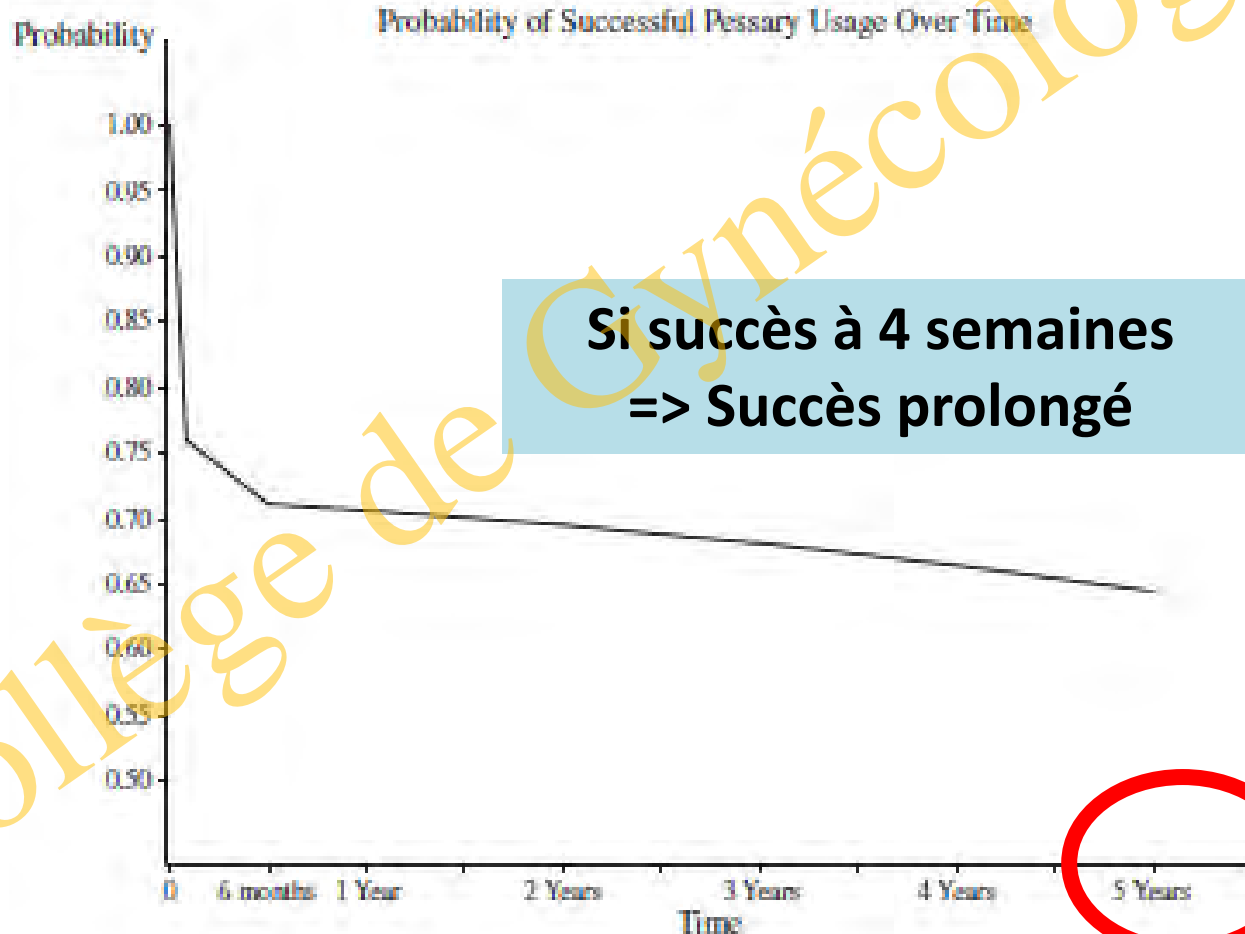 Probability of Successful Pessary Usage Over Time
Probability
1.00
0.95
0.90
0.85
0.80
0.75
0.70
0.65
0.60
0.55
0.50
Si succès à 4 semaines
=> Succès prolongé
0 6 months 1 Year 2 Years 3 Years 4 Years 5 Years
Time
ollège de Gynécolog